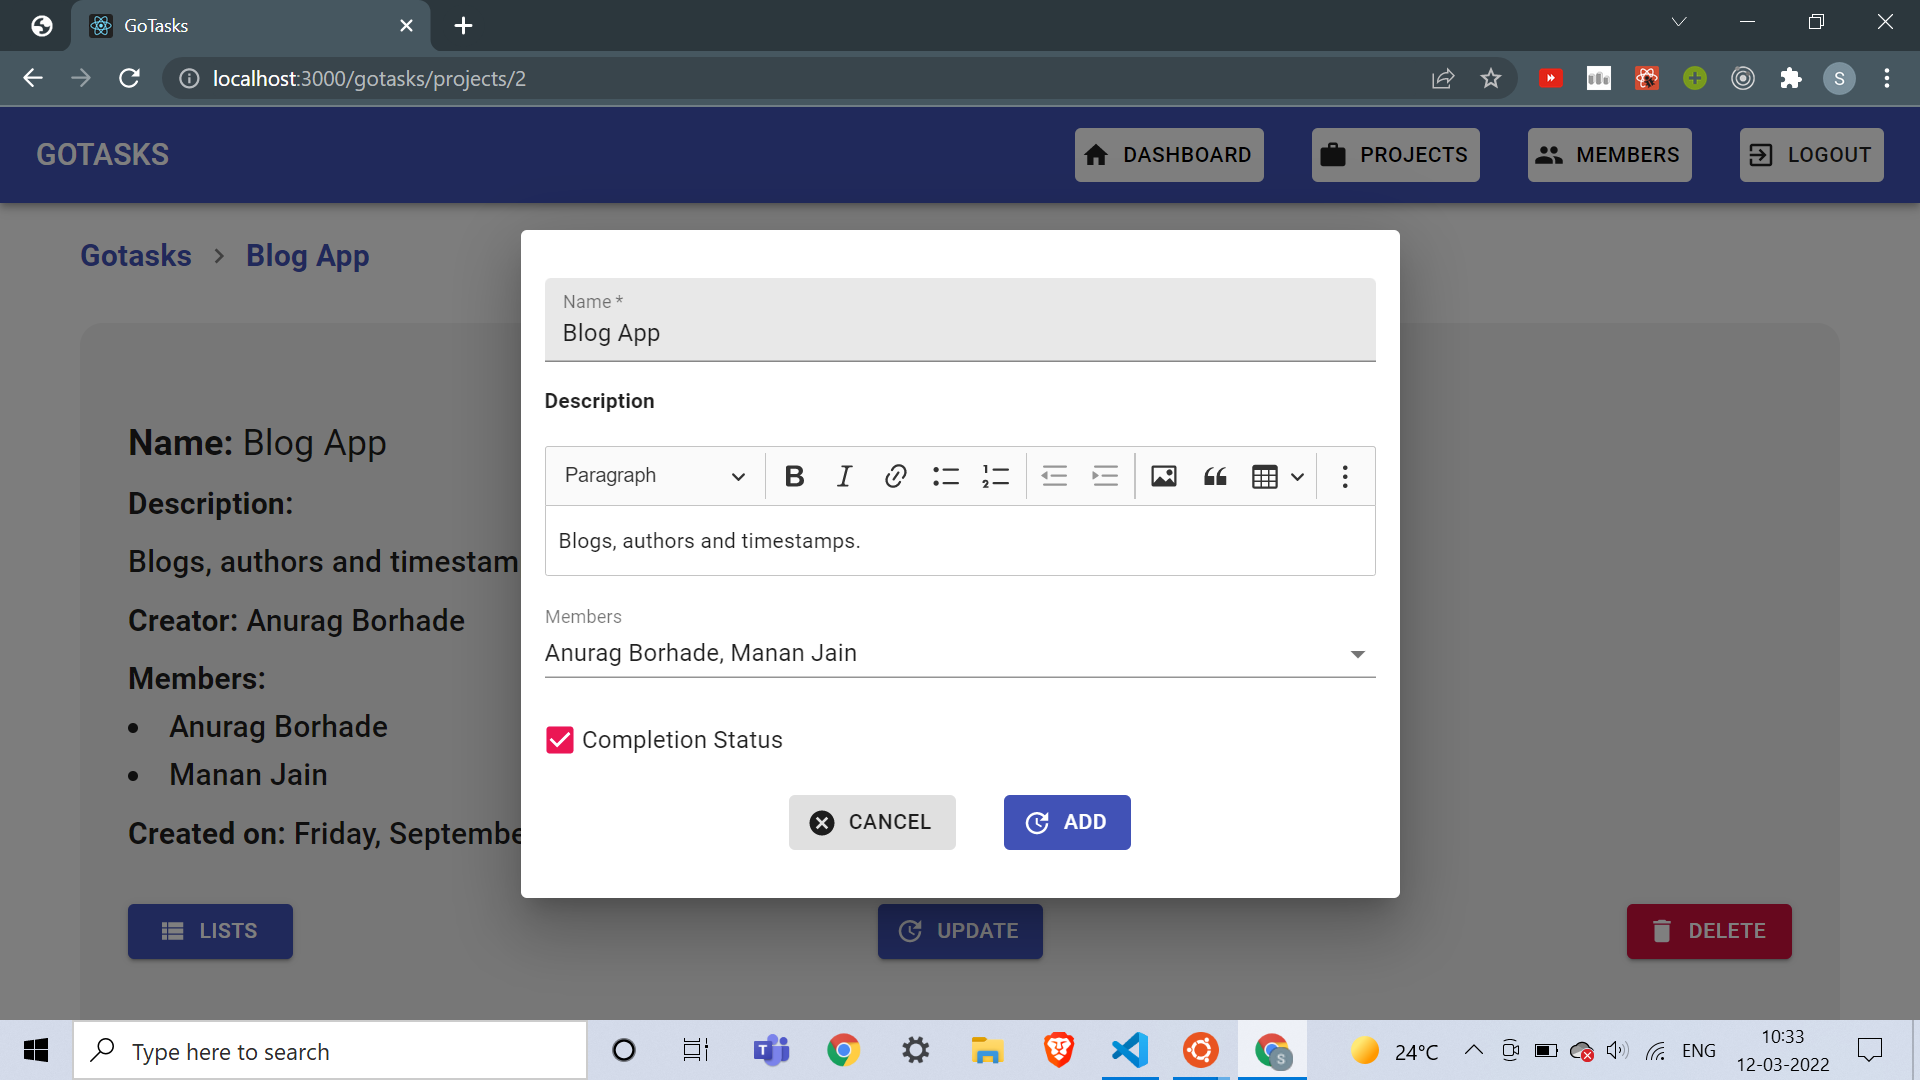 GoTasks
localhost:3000/gotasks/projects/2
S
GOTASKS
DASHBOARD
PROJECTS
MEMBERS
LOGOUT
Gotasks > Blog App
Name: Blog App
Description:
Blogs, authors and timestam
Creator: Anurag Borhade
Members:
• Anurag Borhade
• Manan Jain
Created on: Friday, Septembe
LISTS
UPDATE
DELETE
Name *
Blog App
Description
Paragraph
Blogs, authors and timestamps.
Members
Anurag Borhade, Manan Jain
Completion Status
CANCEL
ADD
Type here to search
24°C
ENG
10:33
12-03-2022